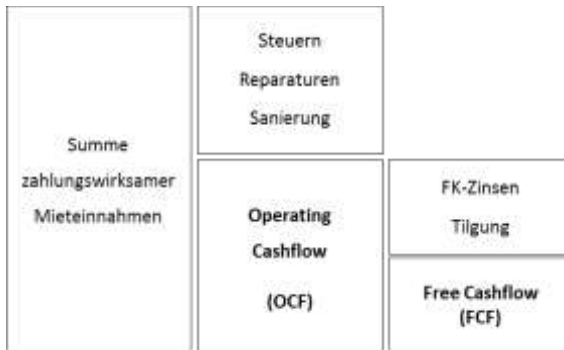 Summe
zahlungswirksamer
Mieteinnahmen
Steuern
Reparaturen
Sanierung
Operating
Cashflow
(OCF)
FK-Zinsen
Tilgung
Free Cashflow
(FCF)